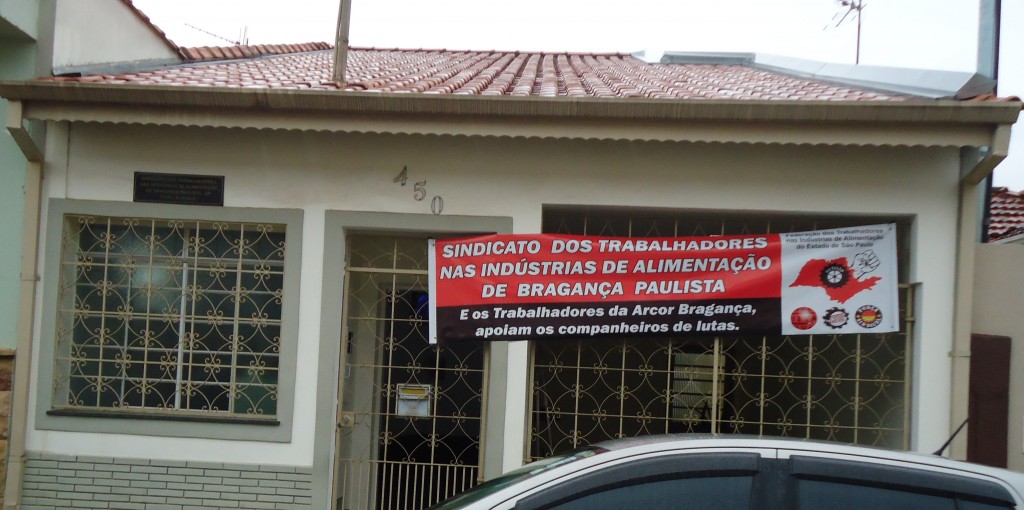 450
SINDICATO DOS TRABALHADORES
NAS INDÚSTRIAS DE ALIMENTAÇÃO
DE BRAGANÇA PAULISTA
E os Trabalhadores da Arcor Bragança,
apoiam os companheiros de lutas.
Federação dos Trabalhadores
nas Indústrias de Alimentação
do Estado de São Paulo